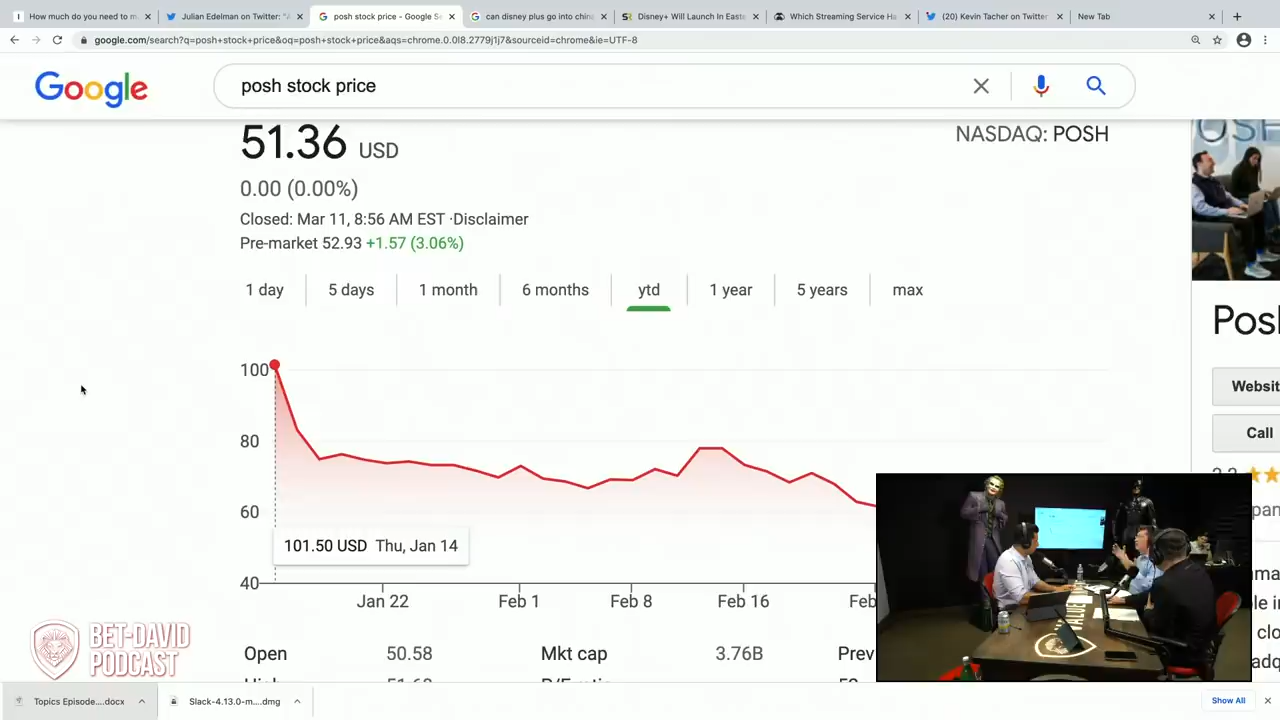 How much do you need to m
Julian Edelman on Twitter: "A
posh stock price - Google Se
can disney plus go into china
Disney+ Will Launch In Easte
Which Streaming Service Ha
(20) Kevin Tacher on Twitter:
New Tab
google.com/search?q=posh+stock+price&oq=posh+stock+price&aqs=chrome.0.0l8.2779j1j7&sourceid=chrome&ie=UTF-8
Google
posh stock price
51.36 USD
NASDAQ: POSH
0.00 (0.00%)
Closed: Mar 11, 8:56 AM EST ·Disclaimer
Pre-market 52.93 +1.57 (3.06%)
1 day
5 days
1 month
6 months
ytd
1 year
5 years
max
Posh
Websit
Call
100
80
60
40
101.50 USD Thu, Jan 14
Jan 22
Feb 1
Feb 8
Feb 16
Feb
Open 50.58
Mkt cap 3.76B
Prev
BET-DAVID
PODCAST
Topics Episode....docx
Slack-4.13.0-m....dmg
Show All